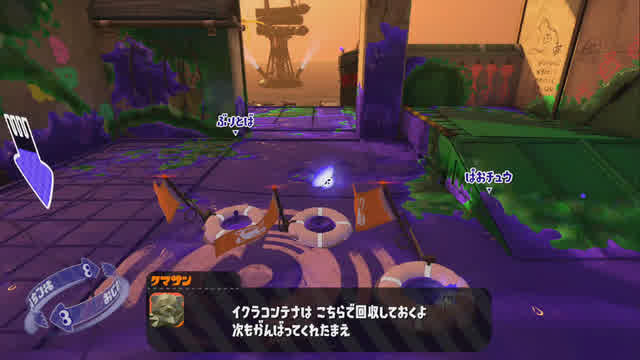 ぷりとば
ばおチュウ
クマサン
イクラコンテナは こちらで回収しておくよ
次もがんばってくれたまえ